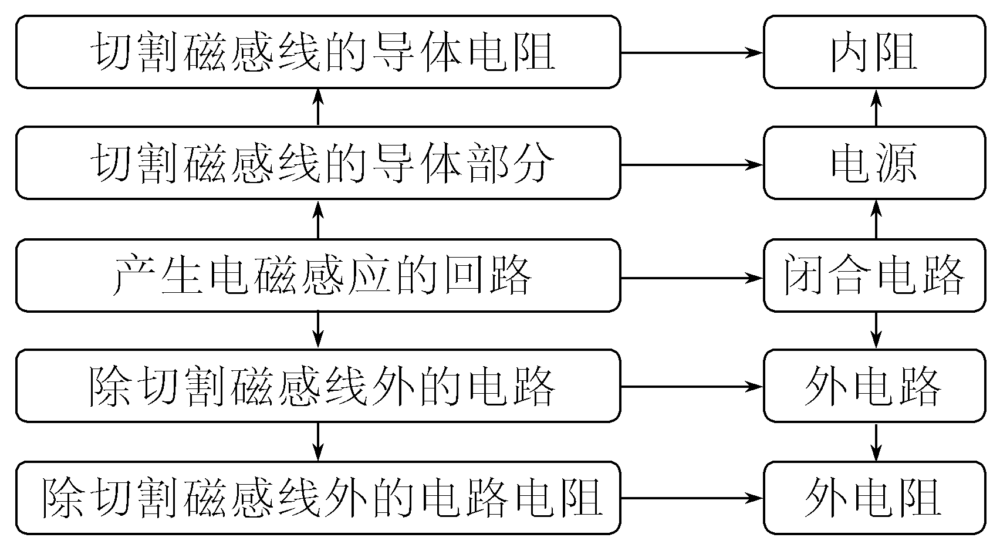 切割磁感线的导体电阻
内阻
切割磁感线的导体部分
电源
产生电磁感应的回路
闭合电路
除切割磁感线外的电路
外电路
除切割磁感线外的电路电阻
外电阻